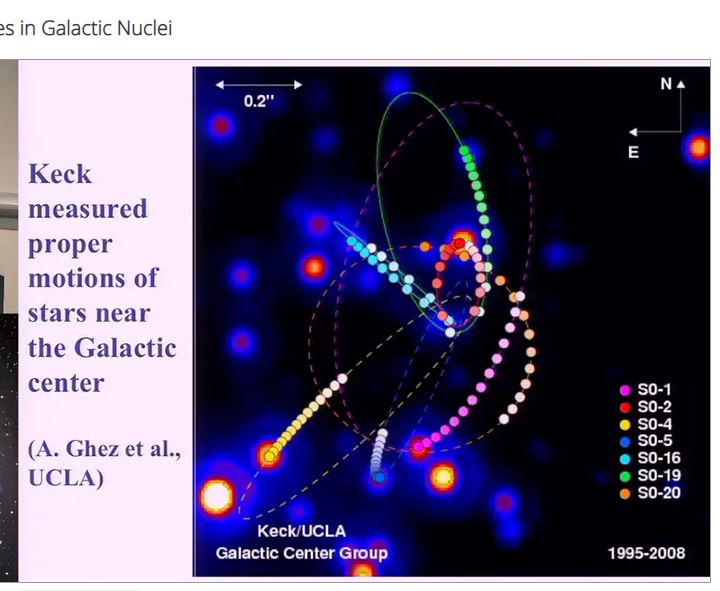 es in Galactic Nuclei
Keck
measured
proper
motions of
stars near
the Galactic
center
(A. Ghez et al.,
UCLA)
0.2"
N
E
S0-1
S0-2
S0-4
S0-5
S0-16
S0-19
S0-20
Keck/UCLA
Galactic Center Group
1995-2008